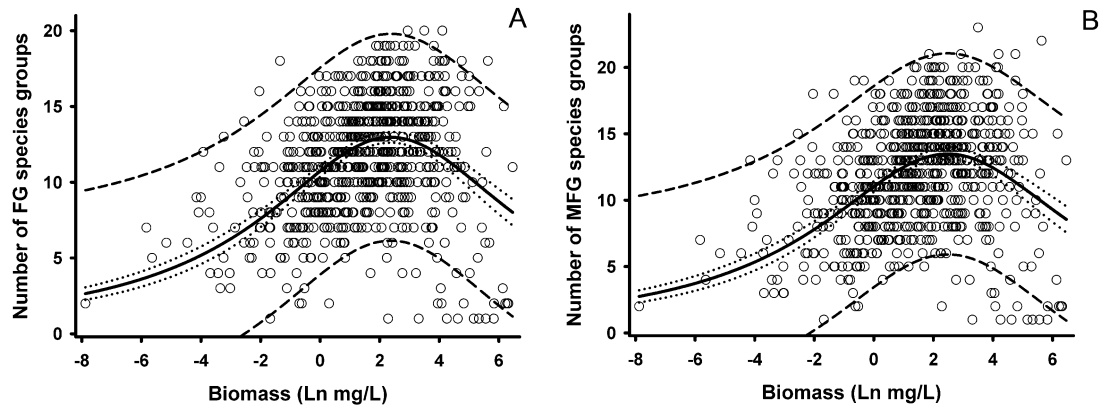 A
Number of FG species groups
20
15
10
5
0
-8 -6 -4 -2 0 2 4 6
Biomass (Ln mg/L)
B
Number of MFG species groups
20
15
10
5
0
-8 -6 -4 -2 0 2 4 6
Biomass (Ln mg/L)